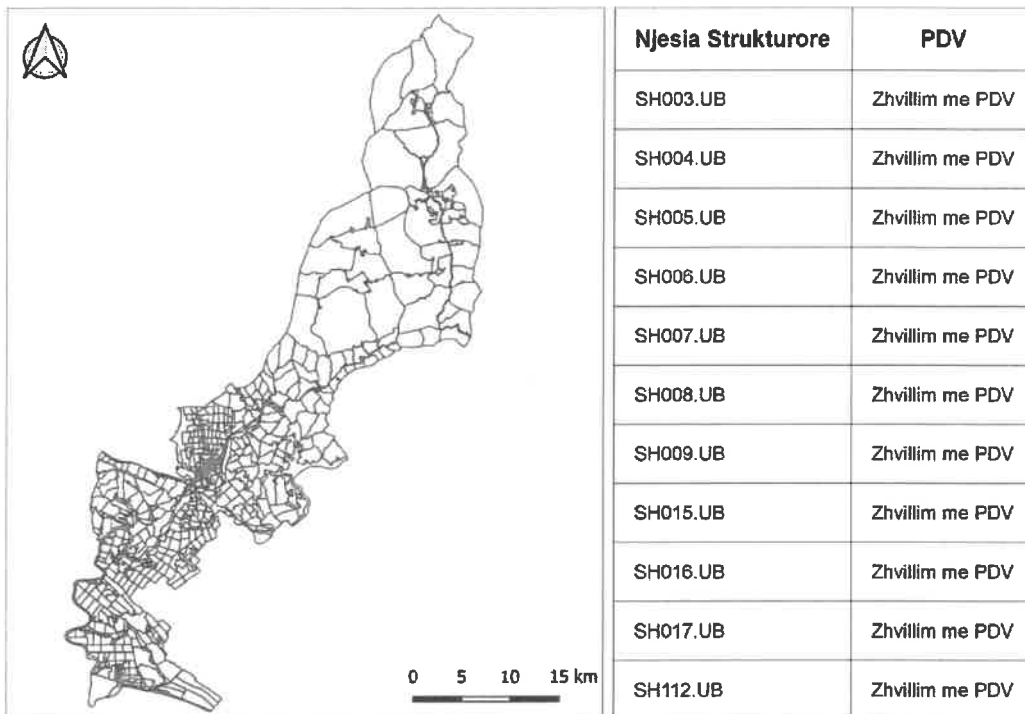 Njesia Strukturore PDV
SH003.UB Zhvillim me PDV
SH004.UB Zhvillim me PDV
SH005.UB Zhvillim me PDV
SH006.UB Zhvillim me PDV
SH007.UB Zhvillim me PDV
SH008.UB Zhvillim me PDV
SH009.UB Zhvillim me PDV
SH015.UB Zhvillim me PDV
SH016.UB Zhvillim me PDV
SH017.UB Zhvillim me PDV
SH112.UB Zhvillim me PDV
0 5 10 15 km